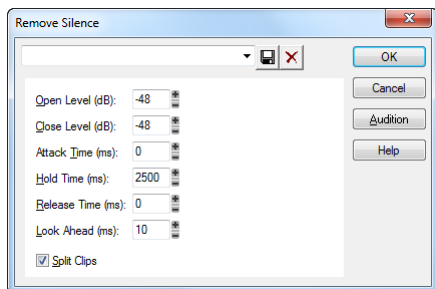 Remove Silence
OK
Open Level (dB): -48
Cancel
Close Level (dB): -48
Audition
Attack Time (ms): 0
Hold Time (ms): 2500
Help
Release Time (ms): 0
Look Ahead (ms): 10
Split Clips